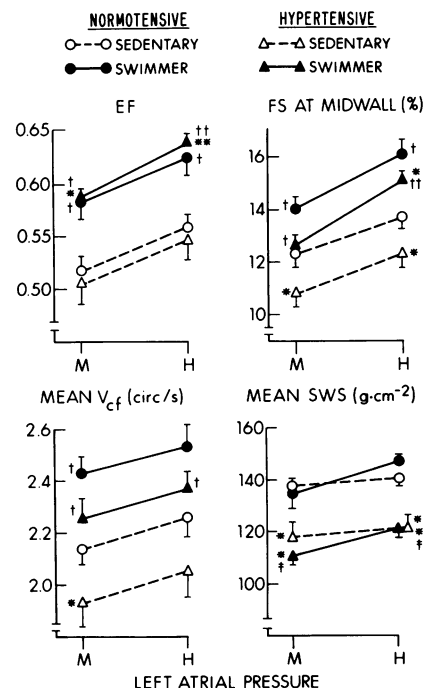 NORMOTENSIVE HYPERTENSIVE
SEDENTARY SEDENTARY
SWIMMER SWIMMER
EF FS AT MIDWALL (%)
0.65
0.60
0.55
0.50
† * †
†† ** †
M H
16
14
12
10
† † *
† * †† *
M H
MEAN Vcf (circ/s) MEAN SWS (g·cm⁻²)
2.6
2.4
2.2
2.0
† † *
†
M H
160
140
120
100
* * ‡
* * ‡
M H
LEFT ATRIAL PRESSURE